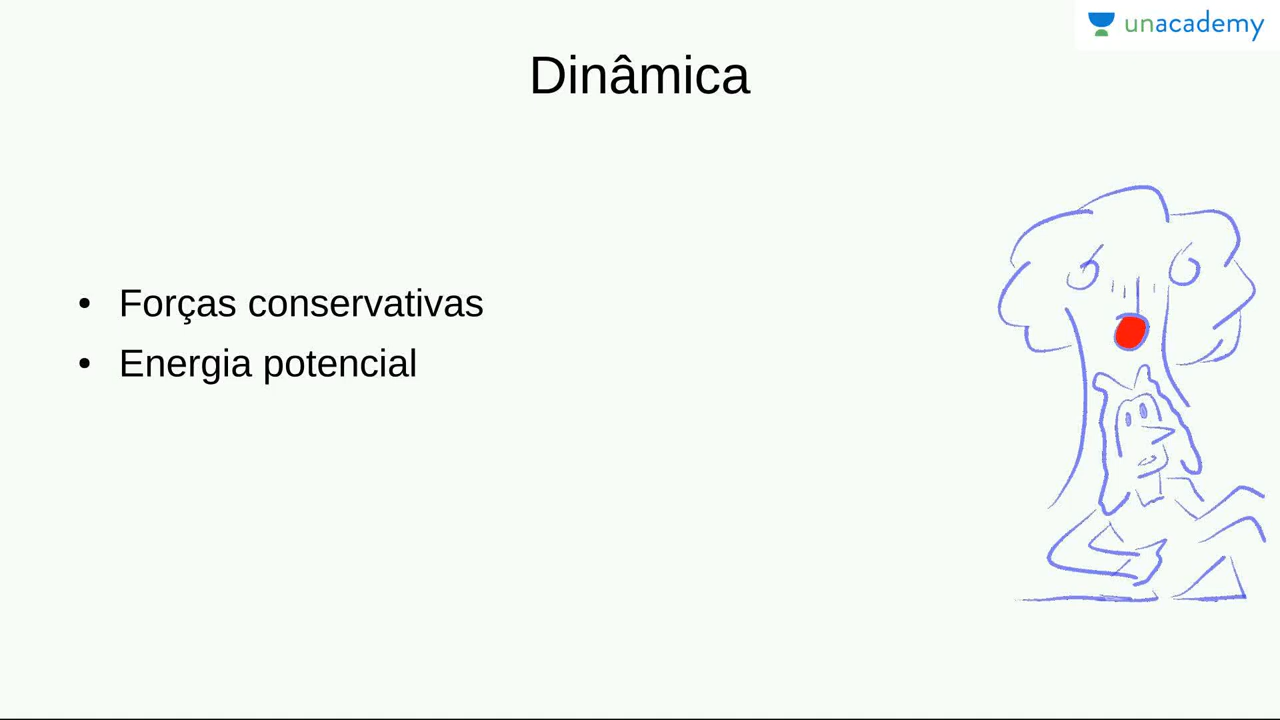 unacademy
Dinâmica
• Forças conservativas
• Energia potencial